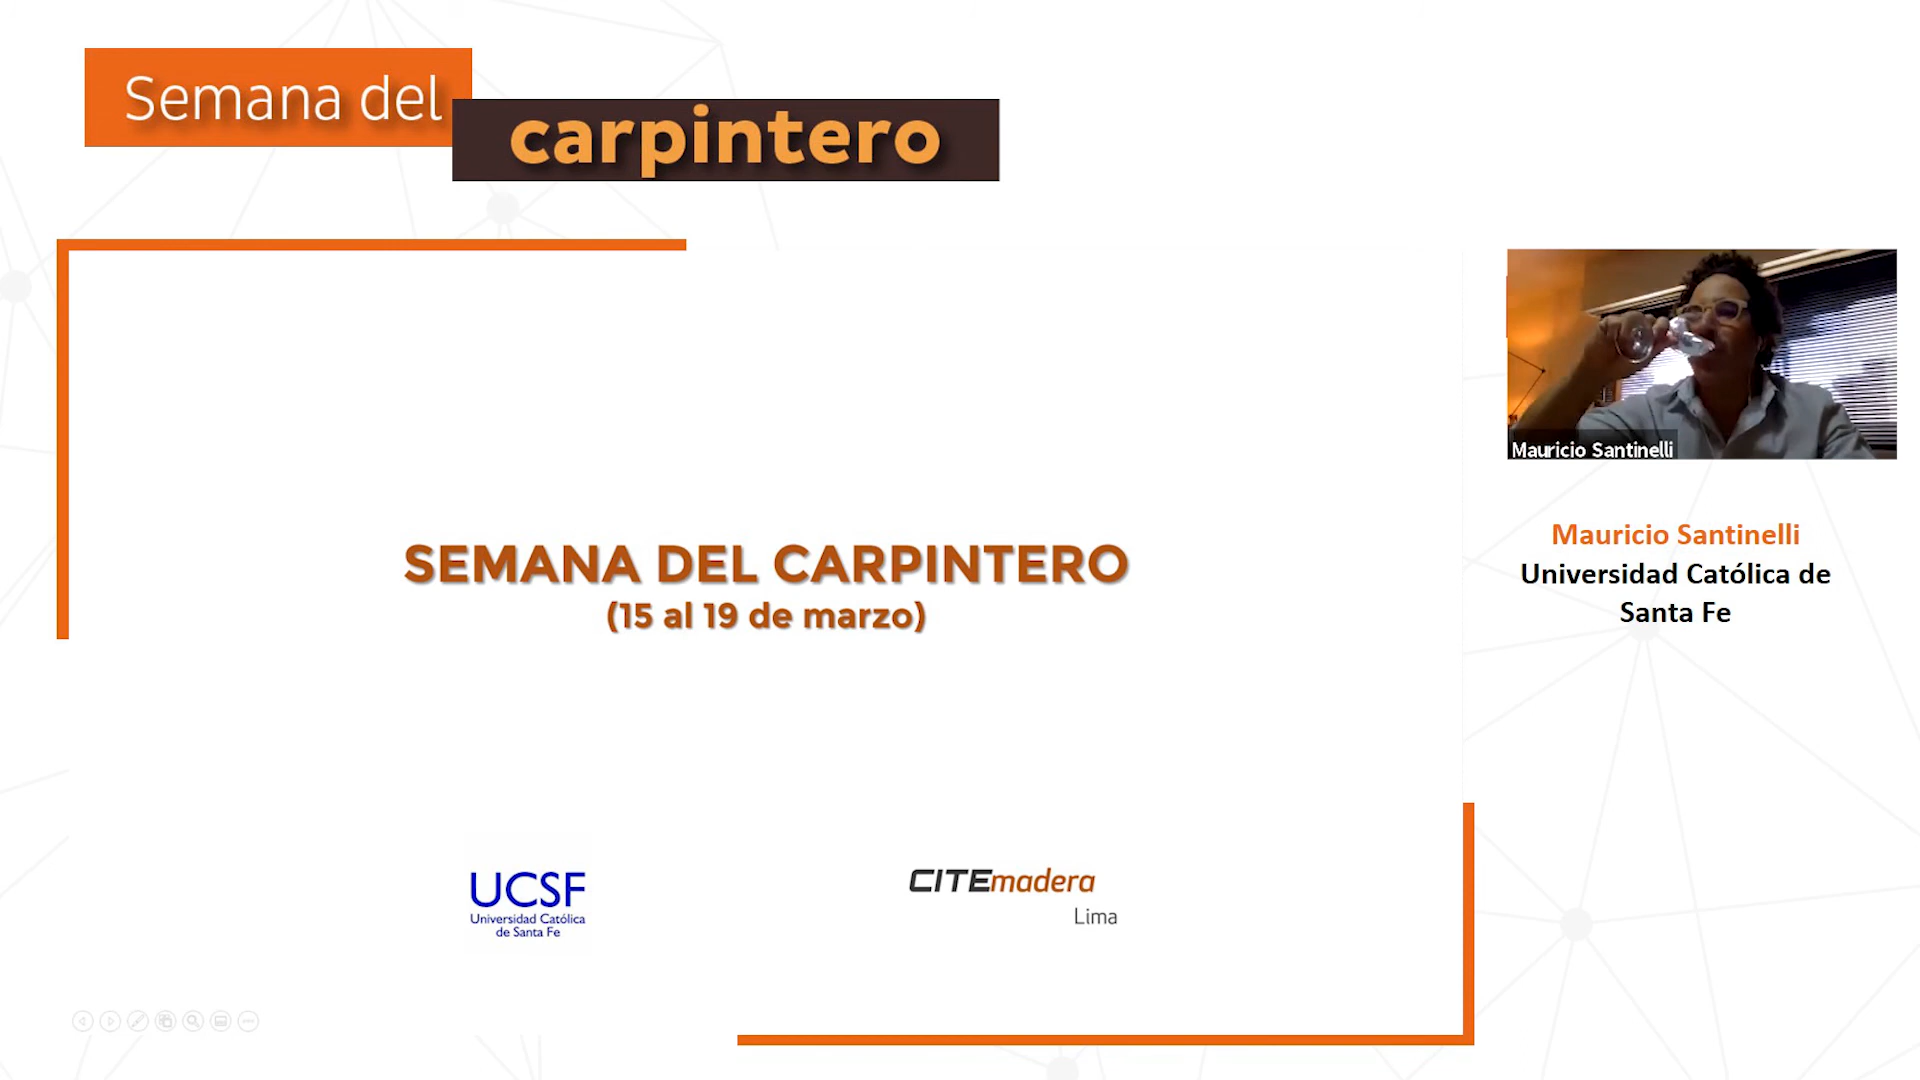 Semana del
carpintero
Mauricio Santinelli
Mauricio Santinelli
Universidad Católica de
Santa Fe
SEMANA DEL CARPINTERO
(15 al 19 de marzo)
UCSF
Universidad Católica
de Santa Fe
CITEmadera
Lima